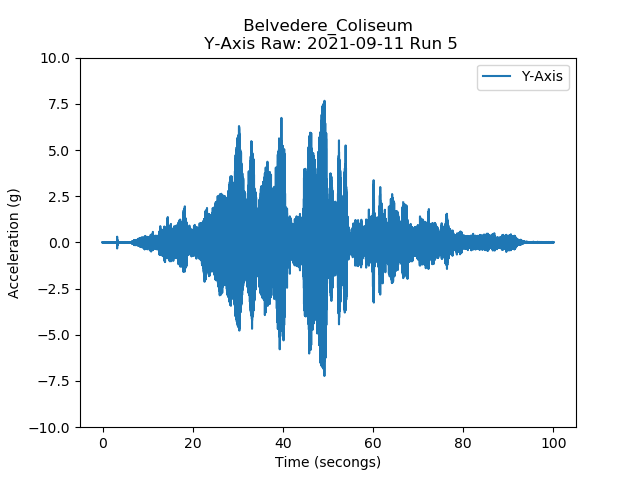 Belvedere_Coliseum
Y-Axis Raw: 2021-09-11 Run 5
Y-Axis
10.0
7.5
5.0
2.5
0.0
−2.5
−5.0
−7.5
−10.0
Acceleration (g)
0 20 40 60 80 100
Time (seconds)